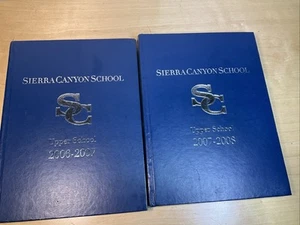 SIERRA CANYON SCHOOL
SC
Upper School
2006-2007
SIERRA CANYON SCHOOL
SC
Upper School
2007-2008